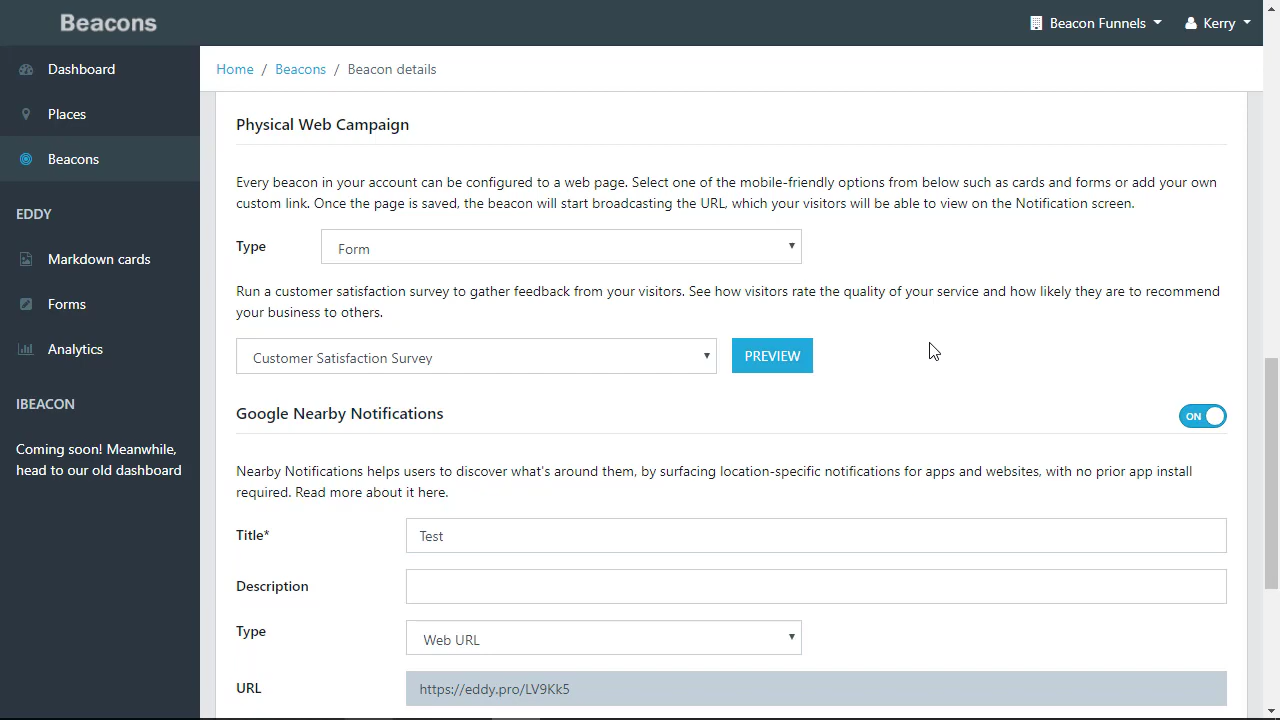 Beacons
Beacon Funnels
Kerry
Dashboard
Places
Beacons
EDDY
Markdown cards
Forms
Analytics
IBEACON
Coming soon! Meanwhile,
head to our old dashboard
Home / Beacons / Beacon details
Physical Web Campaign
Every beacon in your account can be configured to a web page. Select one of the mobile-friendly options from below such as cards and forms or add your own
custom link. Once the page is saved, the beacon will start broadcasting the URL, which your visitors will be able to view on the Notification screen.
Type
Form
Run a customer satisfaction survey to gather feedback from your visitors. See how visitors rate the quality of your service and how likely they are to recommend
your business to others.
Customer Satisfaction Survey
PREVIEW
Google Nearby Notifications
ON
Nearby Notifications helps users to discover what's around them, by surfacing location-specific notifications for apps and websites, with no prior app install
required. Read more about it here.
Title*
Test
Description
Type
Web URL
URL
https://eddy.pro/LV9Kk5